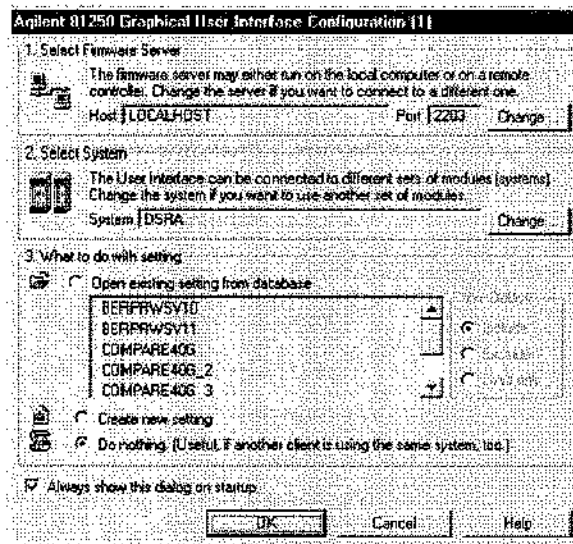 Agilent 81250 Graphical User Interface Configuration (1)
1. Select Firmware Server
The firmware server may either run on the local computer or on a remote
controller. Change the server if you want to connect to a different one.
Host LOCALHOST Port 2203 Change...
2. Select System
The User Interface can be connected to different sets of modules (systems).
Change the system if you want to use another set of modules.
System DSRA Change...
3. What to do with setting
Open existing setting from database
BERPRWSV10
BERPRWSV11
COMPARE40G
COMPARE40G_2
COMPARE40G_3
Include
Exclude
Create new setting
Do nothing. (Useful, if another client is using the same system, too.)
Always show this dialog on startup
OK Cancel Help